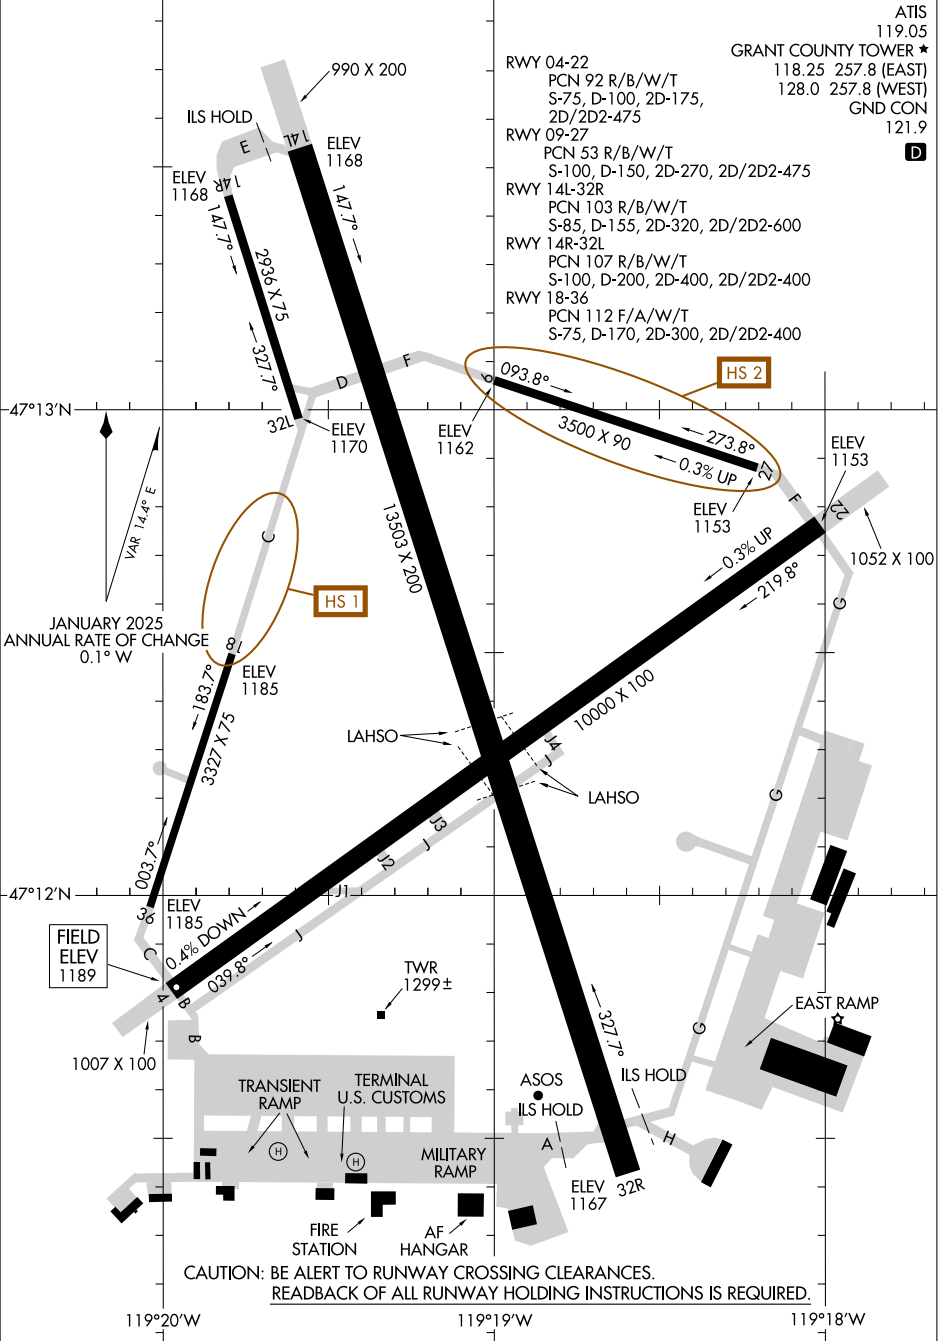 ATIS
119.05
GRANT COUNTY TOWER ★
118.25 257.8 (EAST)
128.0 257.8 (WEST)
GND CON
121.9
D
RWY 04-22
PCN 92 R/B/W/T
S-75, D-100, 2D-175,
2D/2D2-475
RWY 09-27
PCN 53 R/B/W/T
S-100, D-150, 2D-270, 2D/2D2-475
RWY 14L-32R
PCN 103 R/B/W/T
S-85, D-155, 2D-320, 2D/2D2-600
RWY 14R-32L
PCN 107 R/B/W/T
S-100, D-200, 2D-400, 2D/2D2-400
RWY 18-36
PCN 112 F/A/W/T
S-75, D-170, 2D-300, 2D/2D2-400
990 X 200
ILS HOLD
E
14L
ELEV
1168
ELEV
1168
14R
147.7°
147.7°
2936 X 75
327.7°
D
F
32L
ELEV
1170
47°13'N
9
093.8°
HS 2
3500 X 90
273.8°
0.3% UP
27
ELEV
1162
ELEV
1153
F
ELEV
1153
22
1052 X 100
VAR 14.4° E
JANUARY 2025
ANNUAL RATE OF CHANGE
0.1° W
C
HS 1
13503 X 200
0.3% UP
219.8°
G
18
ELEV
1185
183.7°
3327 X 75
003.7°
10000 X 100
LAHSO
LAHSO
J4
J
G
J3
J
J2
J1
J
47°12'N
36
ELEV
1185
C
FIELD
ELEV
1189
0.4% DOWN
039.8°
4
B
B
1007 X 100
TWR
1299±
327.7°
G
EAST RAMP
ASOS
ILS HOLD
ILS HOLD
A
H
TRANSIENT
RAMP
TERMINAL
U.S. CUSTOMS
H
H
MILITARY
RAMP
ELEV
1167
32R
FIRE
STATION
AF
HANGAR
CAUTION: BE ALERT TO RUNWAY CROSSING CLEARANCES.
READBACK OF ALL RUNWAY HOLDING INSTRUCTIONS IS REQUIRED.
119°20'W
119°19'W
119°18'W